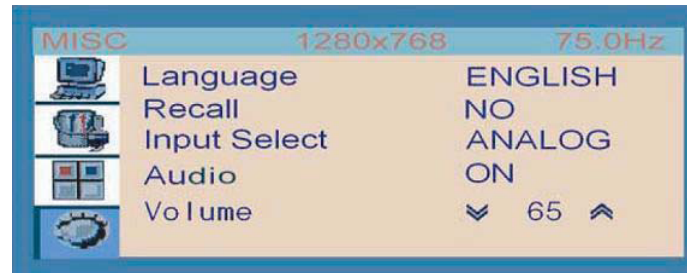 MISC 1280x768 75.0Hz
Language ENGLISH
Recall NO
Input Select ANALOG
Audio ON
Volume 65